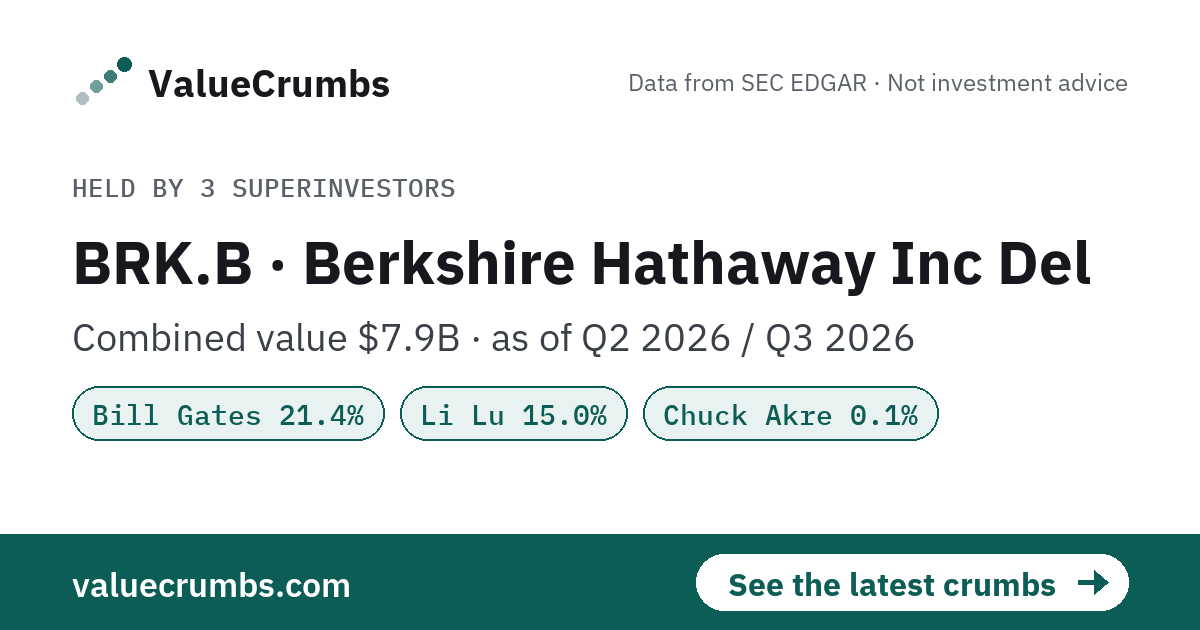 ValueCrumbs
Data from SEC EDGAR · Not investment advice
HELD BY 3 SUPERINVESTORS
BRK.B · Berkshire Hathaway Inc Del
Combined value $7.9B · as of Q2 2026 / Q3 2026
Bill Gates 21.4% Li Lu 15.0% Chuck Akre 0.1%
valuecrumbs.com
See the latest crumbs →